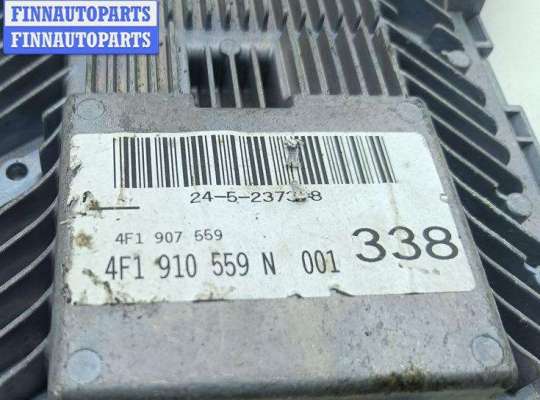 FINNAUTOPARTS
FINNAUTOPARTS
4F1 907 559
4F1 910 559 N 001
338